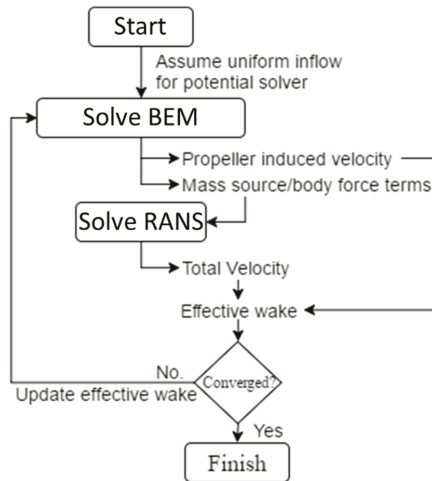 Start
Assume uniform inflow
for potential solver
Solve BEM
Propeller induced velocity
Mass source/body force terms
Solve RANS
Total Velocity
Effective wake
Converged?
No.
Update effective wake
Yes
Finish